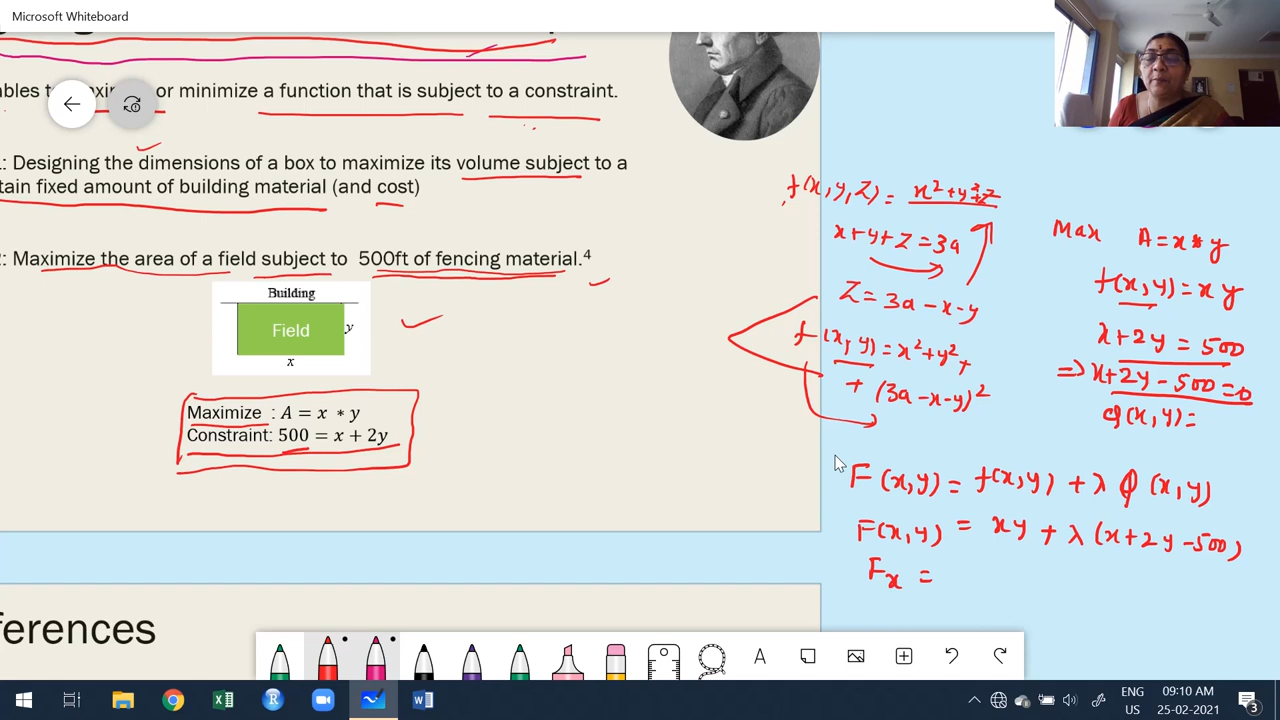 Microsoft Whiteboard
or minimize a function that is subject to a constraint.
: Designing the dimensions of a box to maximize its volume subject to a
tain fixed amount of building material (and cost)
: Maximize the area of a field subject to 500ft of fencing material.⁴
Building
Field
y
x
Maximize : A = x * y
Constraint: 500 = x + 2y
f(x,y,z) = x²+y²+z²
x+y+z=3a
z = 3a-x-y
f(x,y) = x²+y²+
+ (3a-x-y)²
Max A=x*y
f(x,y) = xy
x+2y = 500
=> x+2y-500=0
φ(x,y) =
F(x,y) = f(x,y) + λ φ(x,y)
F(x,y) = xy + λ(x+2y-500)
Fx =
ferences
A
ENG
US
09:10 AM
25-02-2021
3